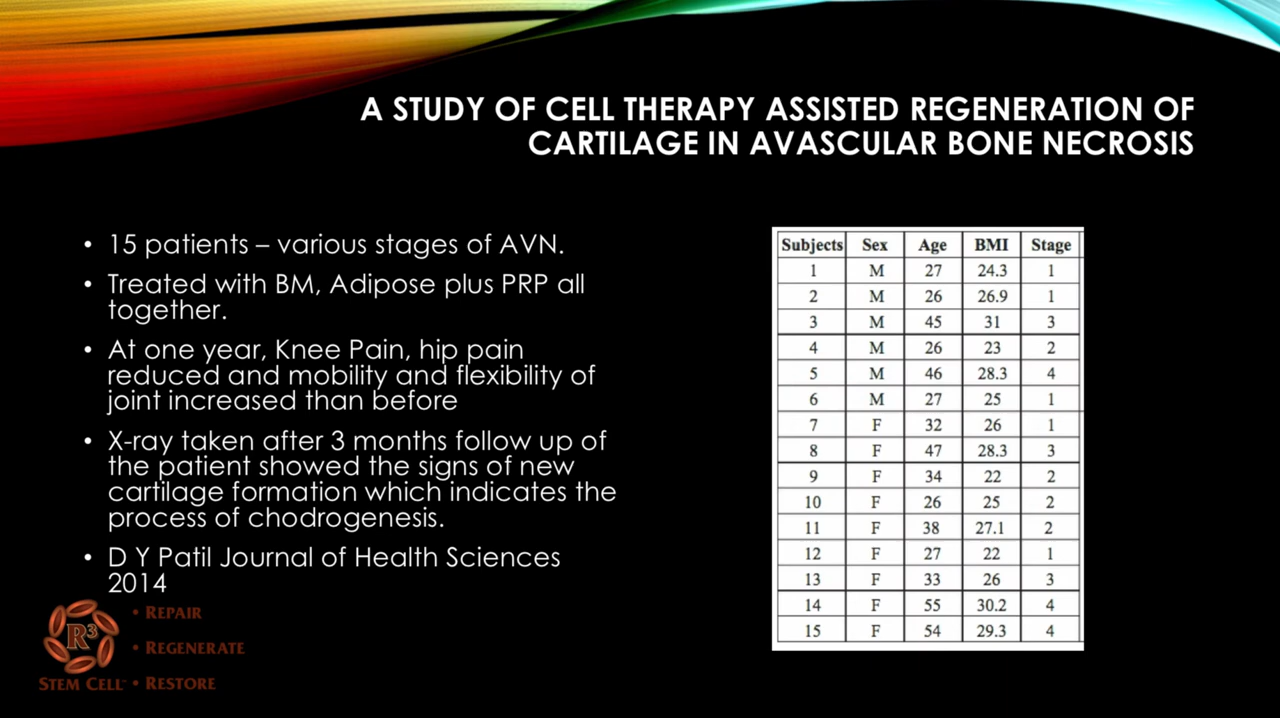 A STUDY OF CELL THERAPY ASSISTED REGENERATION OF
CARTILAGE IN AVASCULAR BONE NECROSIS
• 15 patients – various stages of AVN.
• Treated with BM, Adipose plus PRP all
together.
• At one year, Knee Pain, hip pain
reduced and mobility and flexibility of
joint increased than before
• X-ray taken after 3 months follow up of
the patient showed the signs of new
cartilage formation which indicates the
process of chodrogenesis.
• D Y Patil Journal of Health Sciences
2014
Subjects Sex Age BMI Stage
1 M 27 24.3 1
2 M 26 26.9 1
3 M 45 31 3
4 M 26 23 2
5 M 46 28.3 4
6 M 27 25 1
7 F 32 26 1
8 F 47 28.3 3
9 F 34 22 2
10 F 26 25 2
11 F 38 27.1 2
12 F 27 22 1
13 F 33 26 3
14 F 55 30.2 4
15 F 54 29.3 4
R³
STEM CELL™
• REPAIR
• REGENERATE
• RESTORE